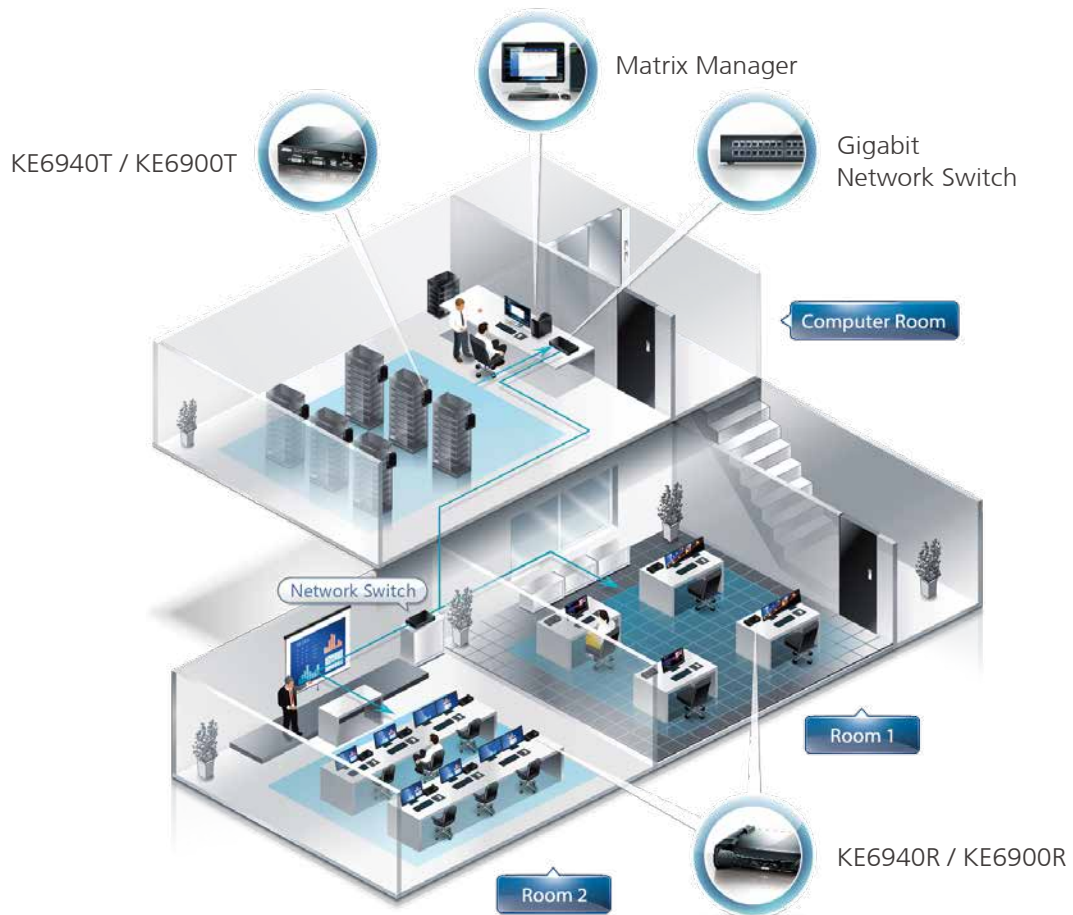 Matrix Manager
KE6940T / KE6900T
Gigabit
Network Switch
Computer Room
Network Switch
Room 1
KE6940R / KE6900R
Room 2